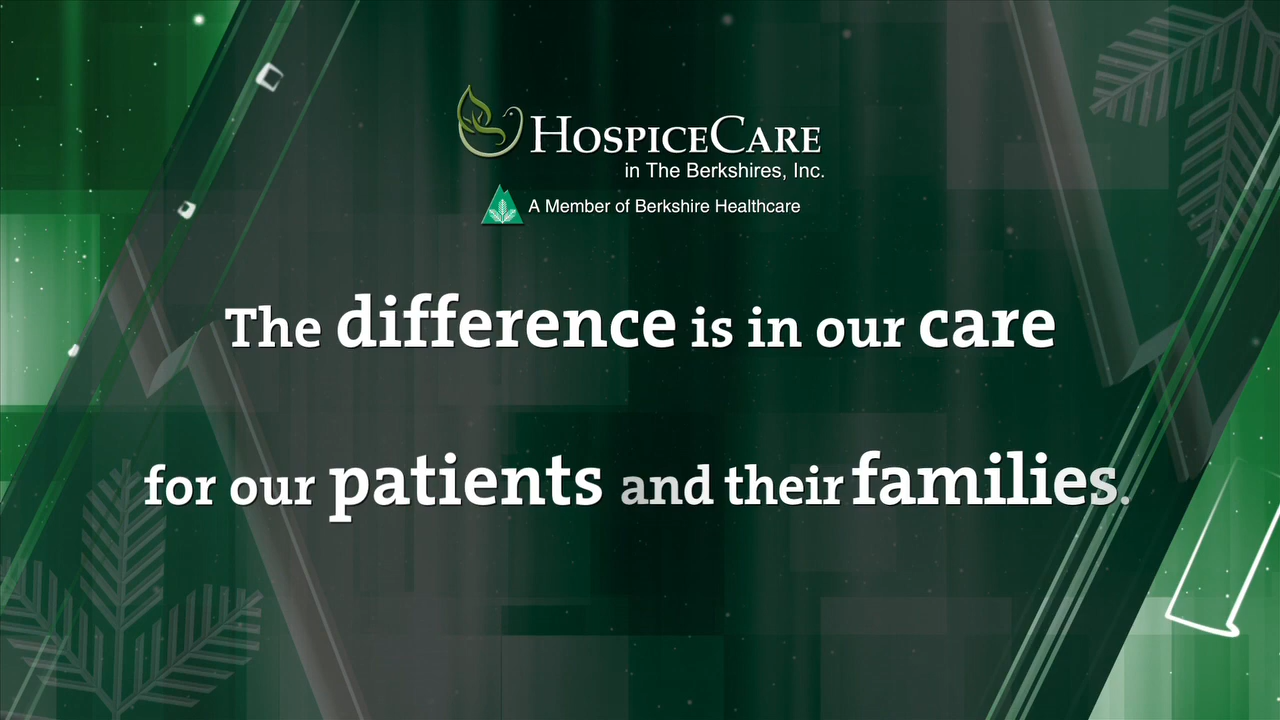 HOSPICECARE
in The Berkshires, Inc.
A Member of Berkshire Healthcare
The difference is in our care
for our patients and their families.